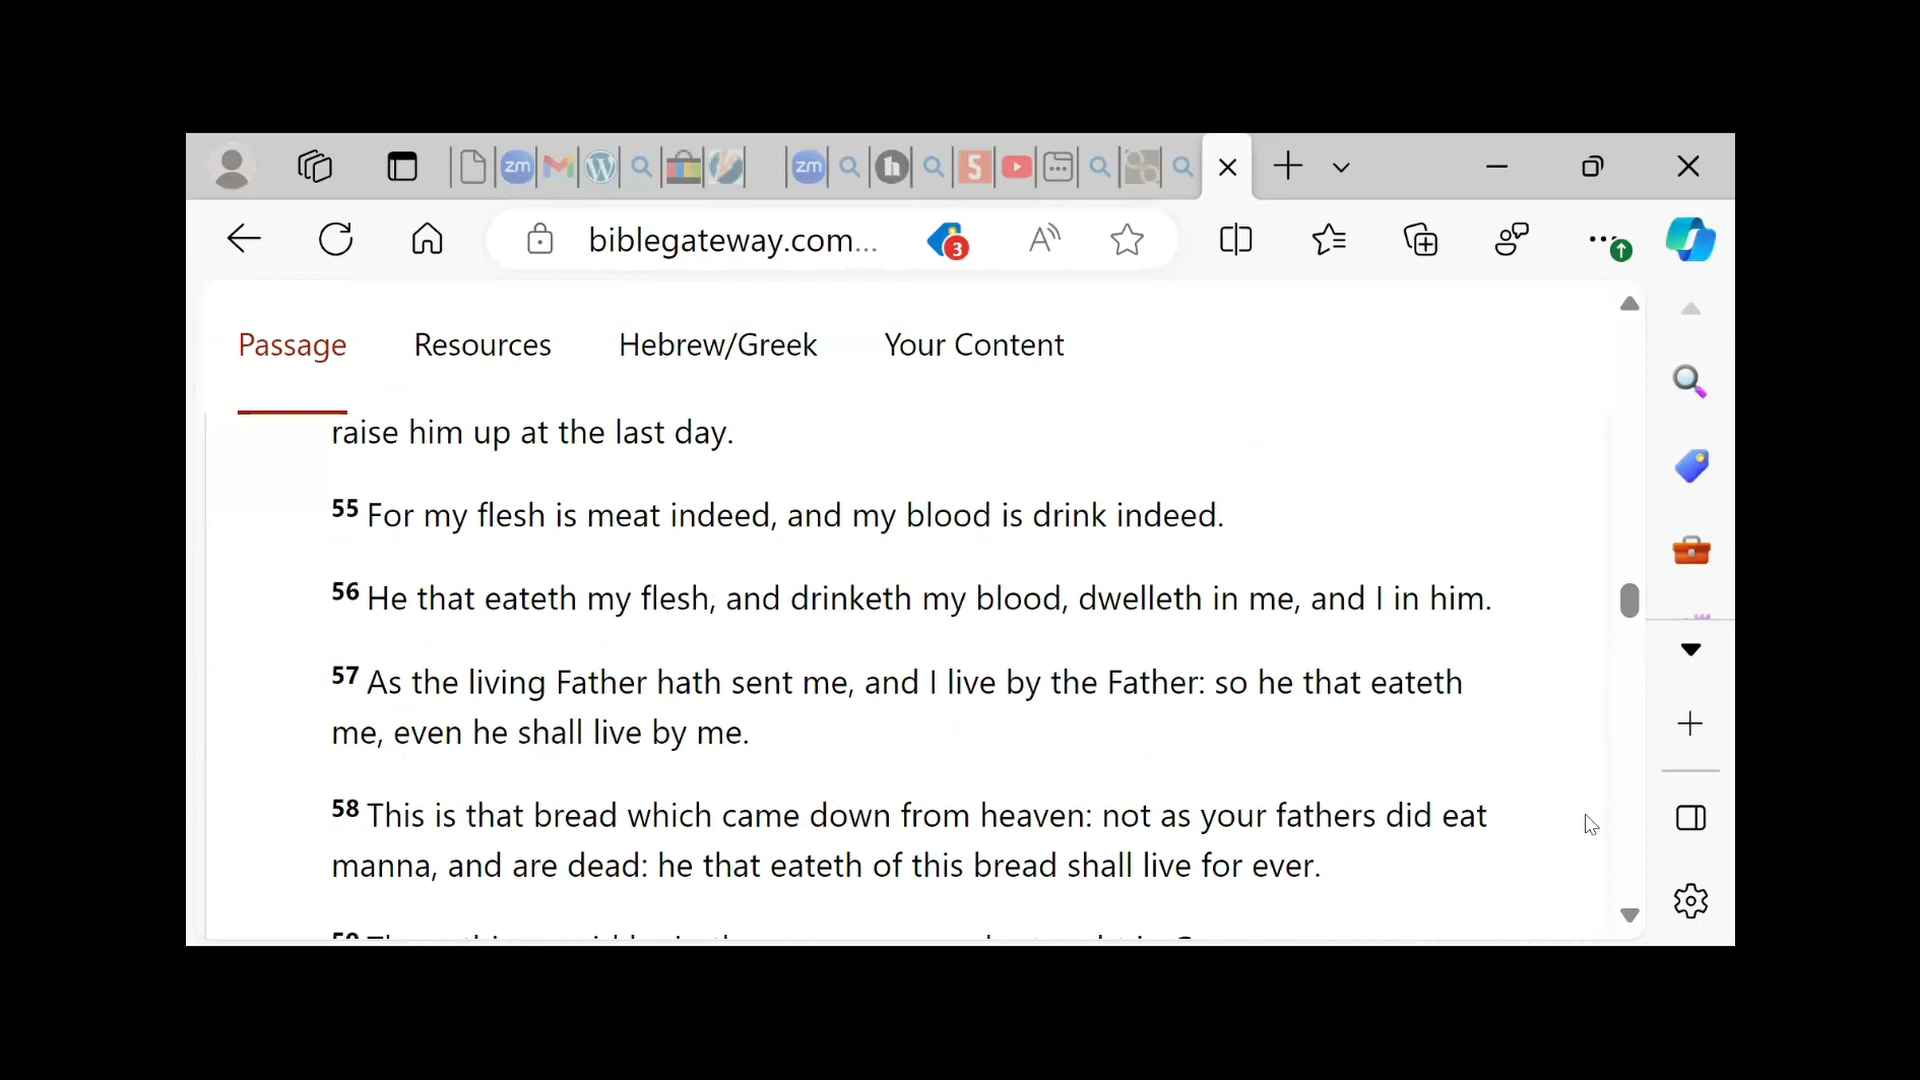 zm zm h 5
biblegateway.com... 3
Passage Resources Hebrew/Greek Your Content
raise him up at the last day.
55 For my flesh is meat indeed, and my blood is drink indeed.
56 He that eateth my flesh, and drinketh my blood, dwelleth in me, and I in him.
57 As the living Father hath sent me, and I live by the Father: so he that eateth
me, even he shall live by me.
58 This is that bread which came down from heaven: not as your fathers did eat
manna, and are dead: he that eateth of this bread shall live for ever.